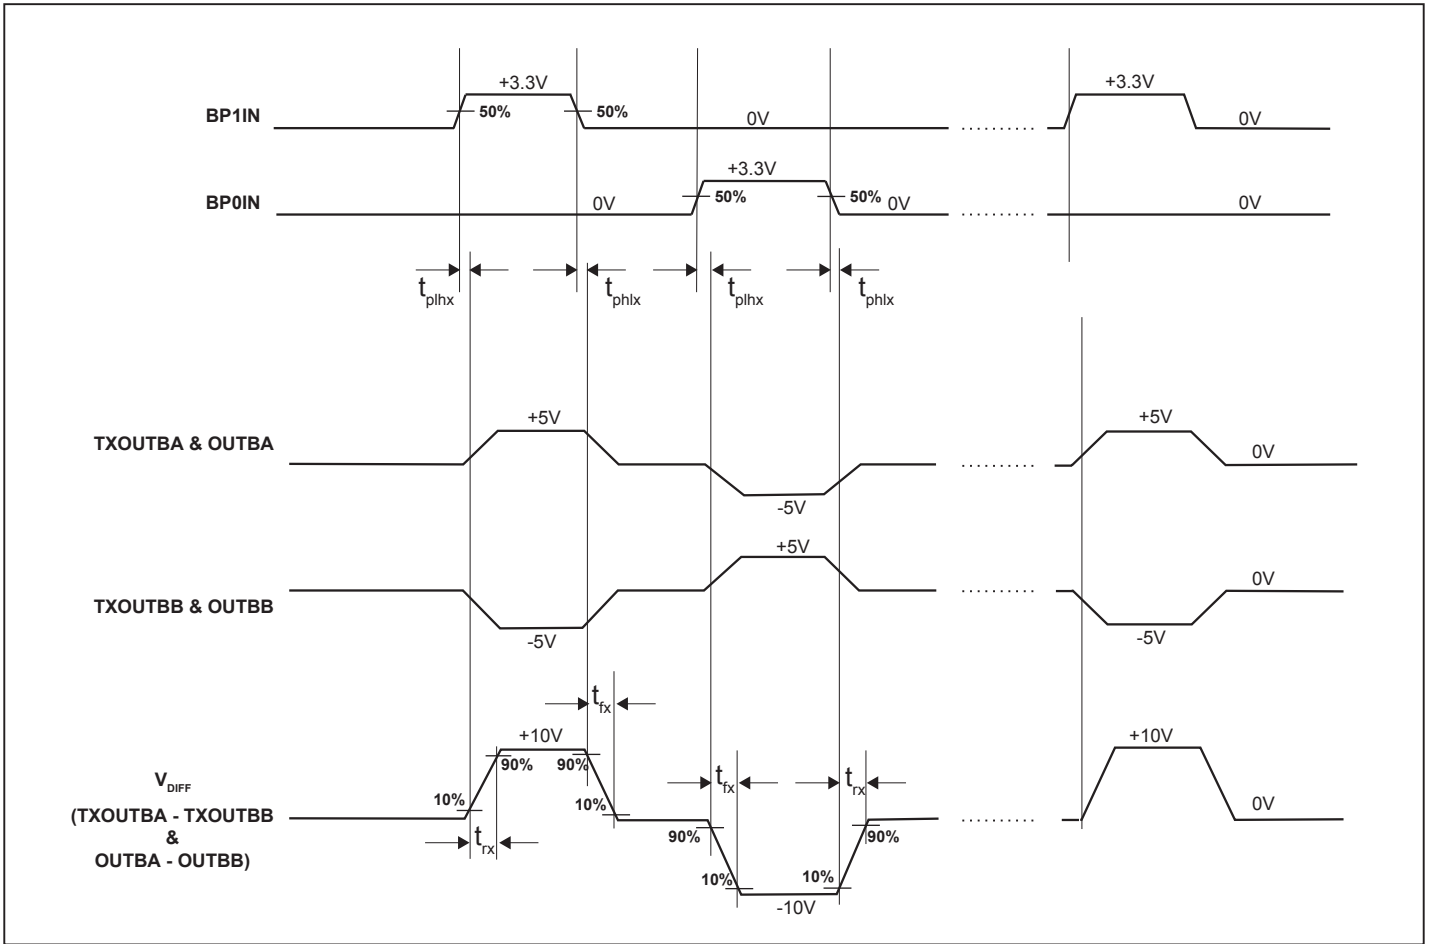 +3.3V
+3.3V
BP1IN
50%
50%
0V
0V
+3.3V
BP0IN
50%
50%
0V
0V
0V
tplhx
tphlx
tplhx
tphlx
+5V
+5V
TXOUTBA & OUTBA
0V
-5V
+5V
TXOUTBB & OUTBB
0V
-5V
-5V
tfx
+10V
+10V
90%
90%
tfx
trx
VDIFF
(TXOUTBA - TXOUTBB
&
OUTBA - OUTBB)
10%
10%
0V
trx
90%
90%
10%
10%
-10V